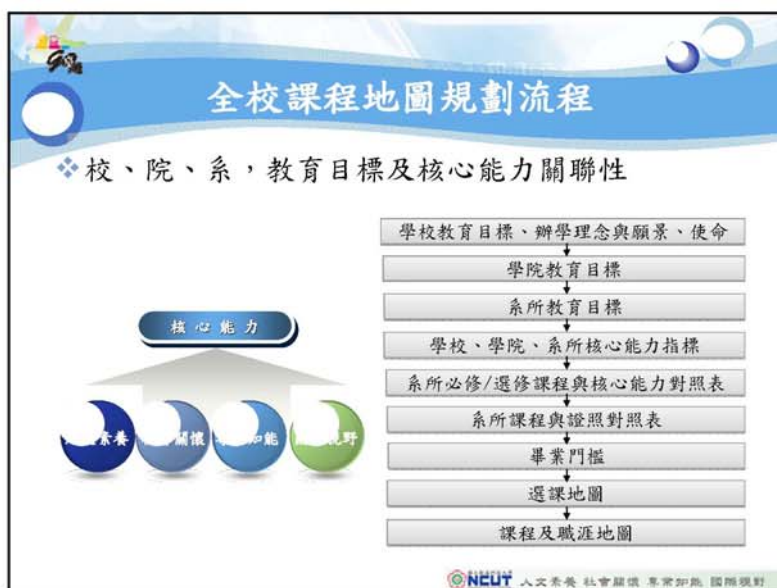 全校課程地圖規劃流程
校、院、系，教育目標及核心能力關聯性
核心能力
素養
關懷
知能
視野
學校教育目標、辦學理念與願景、使命
學院教育目標
系所教育目標
學校、學院、系所核心能力指標
系所必修/選修課程與核心能力對照表
系所課程與證照對照表
畢業門檻
選課地圖
課程及職涯地圖
NCUT 人文素養 社會關懷 專業知能 國際視野